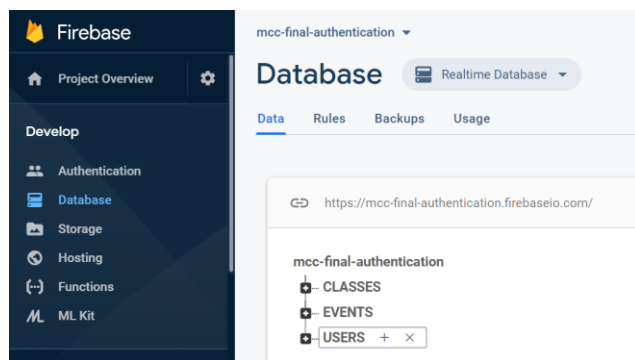 Firebase
Project Overview
Develop
Authentication
Database
Storage
Hosting
Functions
ML Kit
mcc-final-authentication
Database Realtime Database
Data Rules Backups Usage
https://mcc-final-authentication.firebaseio.com/
mcc-final-authentication
CLASSES
EVENTS
USERS + ×